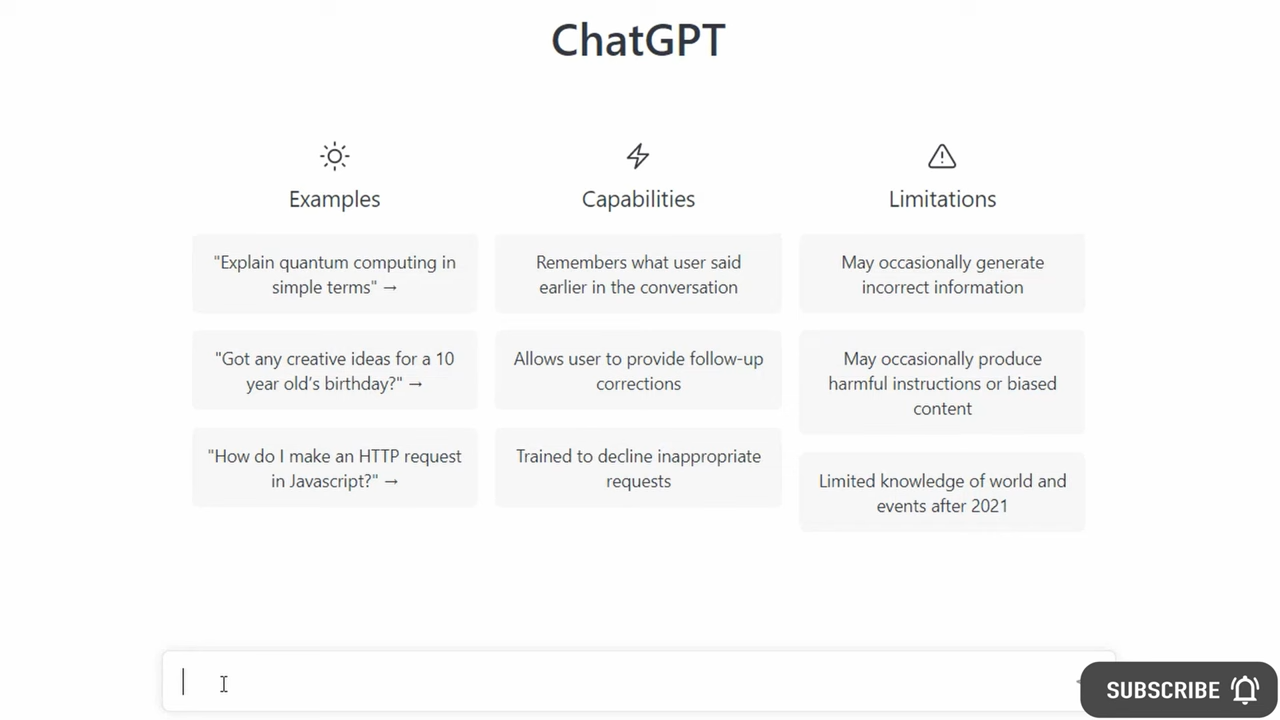 ChatGPT
Examples
Capabilities
Limitations
"Explain quantum computing in
simple terms" →
"Got any creative ideas for a 10
year old's birthday?" →
"How do I make an HTTP request
in Javascript?" →
Remembers what user said
earlier in the conversation
Allows user to provide follow-up
corrections
Trained to decline inappropriate
requests
May occasionally generate
incorrect information
May occasionally produce
harmful instructions or biased
content
Limited knowledge of world and
events after 2021
SUBSCRIBE